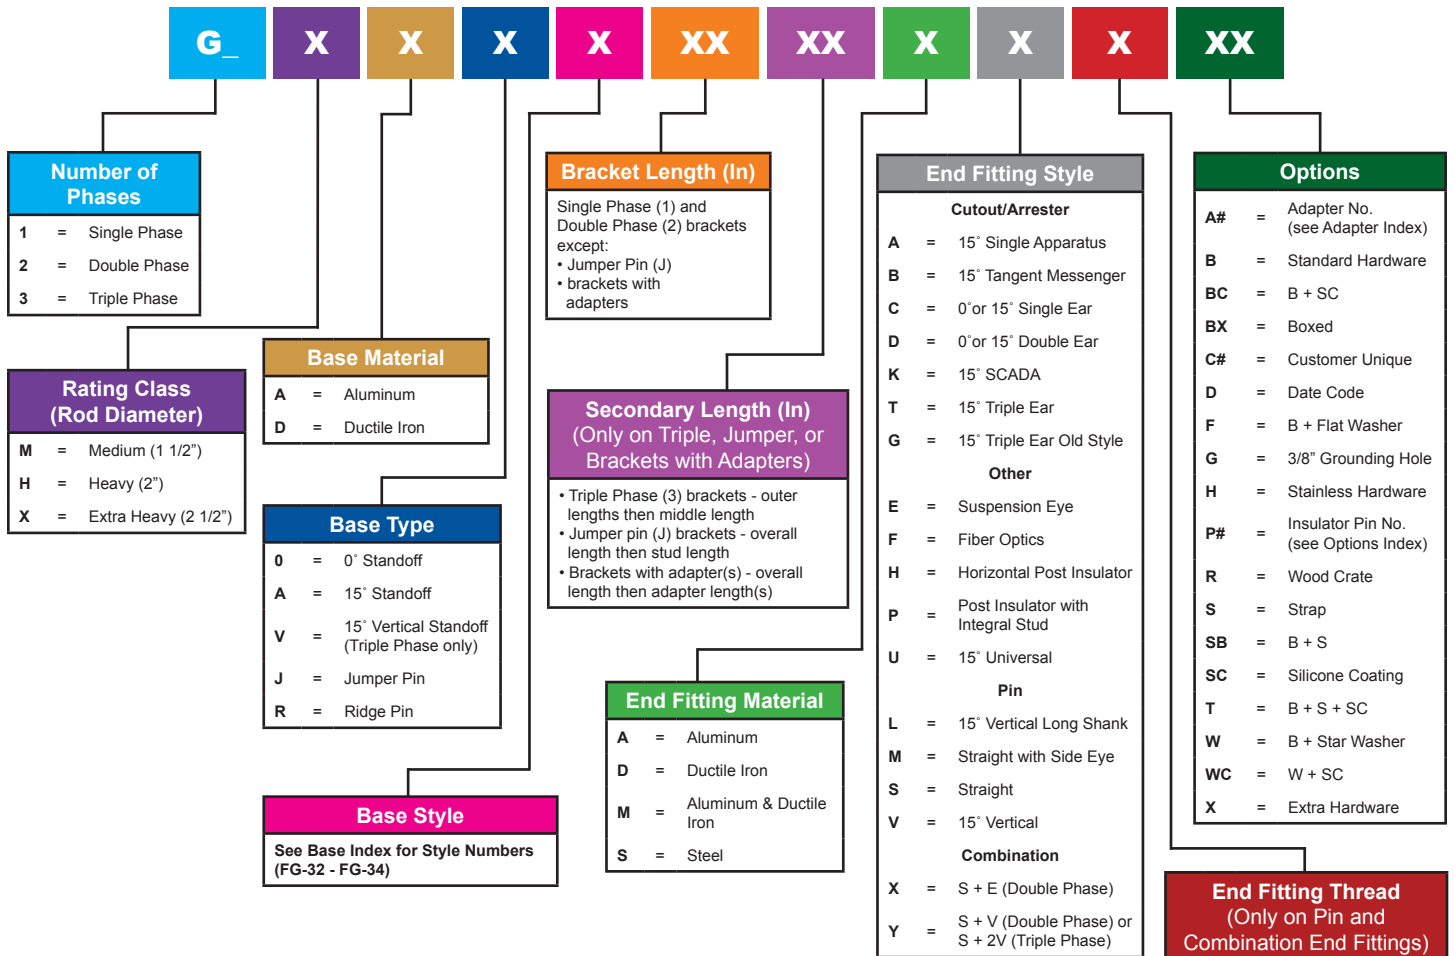 G_ X X X X XX XX X X X XX
Number of
Phases
1 = Single Phase
2 = Double Phase
3 = Triple Phase
Rating Class
(Rod Diameter)
M = Medium (1 1/2”)
H = Heavy (2”)
X = Extra Heavy (2 1/2”)
Base Material
A = Aluminum
D = Ductile Iron
Base Type
0 = 0˚ Standoff
A = 15˚ Standoff
V = 15˚ Vertical Standoff
(Triple Phase only)
J = Jumper Pin
R = Ridge Pin
Base Style
See Base Index for Style Numbers
(FG-32 - FG-34)
Bracket Length (In)
Single Phase (1) and
Double Phase (2) brackets
except:
• Jumper Pin (J)
• brackets with
adapters
Secondary Length (In)
(Only on Triple, Jumper, or
Brackets with Adapters)
• Triple Phase (3) brackets - outer
lengths then middle length
• Jumper pin (J) brackets - overall
length then stud length
• Brackets with adapter(s) - overall
length then adapter length(s)
End Fitting Material
A = Aluminum
D = Ductile Iron
M = Aluminum & Ductile
Iron
S = Steel
End Fitting Style
Cutout/Arrester
A = 15˚ Single Apparatus
B = 15˚ Tangent Messenger
C = 0˚or 15˚ Single Ear
D = 0˚or 15˚ Double Ear
K = 15˚ SCADA
T = 15˚ Triple Ear
G = 15˚ Triple Ear Old Style
Other
E = Suspension Eye
F = Fiber Optics
H = Horizontal Post Insulator
P = Post Insulator with
Integral Stud
U = 15˚ Universal
Pin
L = 15˚ Vertical Long Shank
M = Straight with Side Eye
S = Straight
V = 15˚ Vertical
Combination
X = S + E (Double Phase)
Y = S + V (Double Phase) or
S + 2V (Triple Phase)
Options
A# = Adapter No.
(see Adapter Index)
B = Standard Hardware
BC = B + SC
BX = Boxed
C# = Customer Unique
D = Date Code
F = B + Flat Washer
G = 3/8” Grounding Hole
H = Stainless Hardware
P# = Insulator Pin No.
(see Options Index)
R = Wood Crate
S = Strap
SB = B + S
SC = Silicone Coating
T = B + S + SC
W = B + Star Washer
WC = W + SC
X = Extra Hardware
End Fitting Thread
(Only on Pin and
Combination End Fittings)